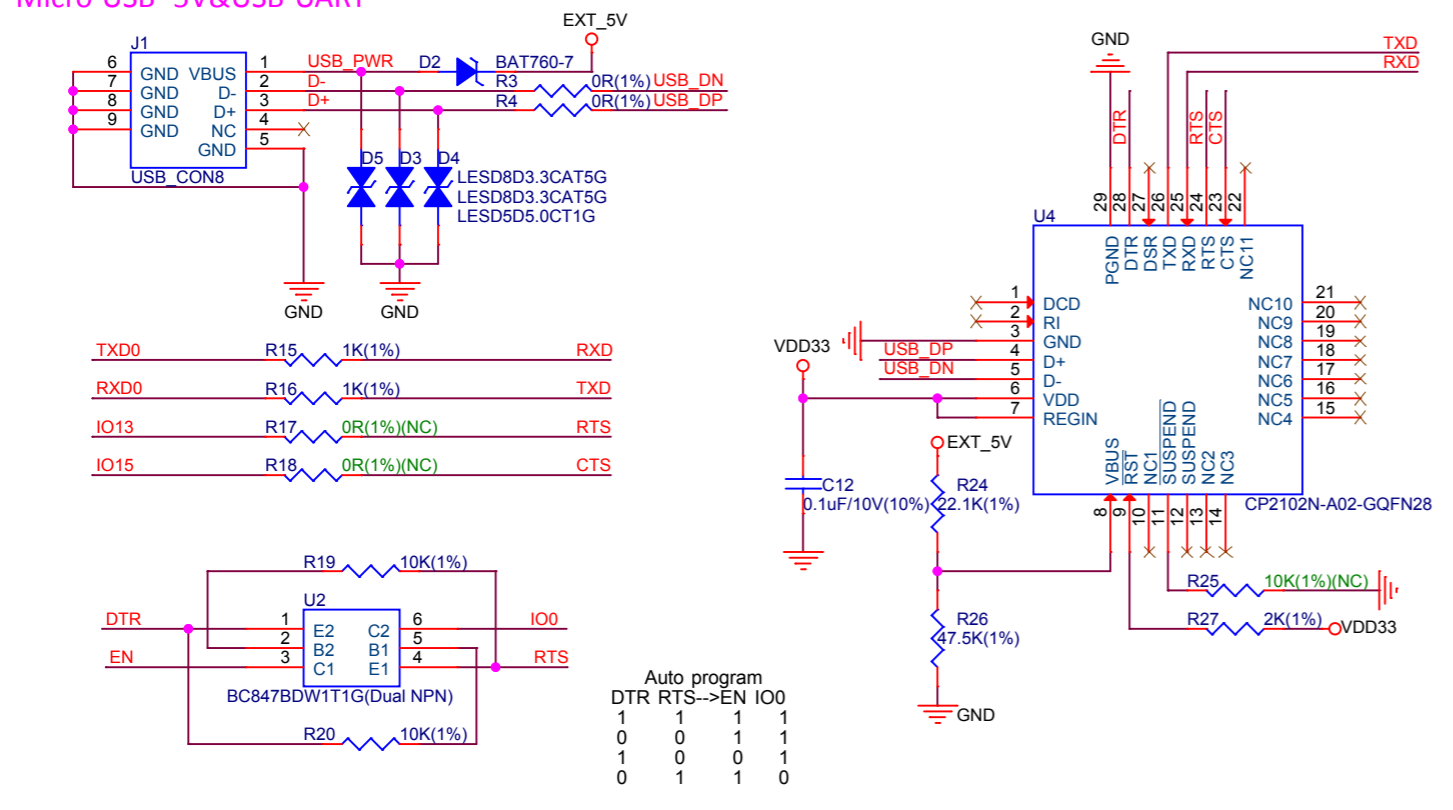 Micro USB 5V&USB UART
J1
USB_CON8
6 GND VBUS 1 USB_PWR
7 GND D- 2 D-
8 GND D+ 3 D+
9 GND NC 4
GND 5
GND
D2 BAT760-7
EXT_5V
R3 0R(1%) USB_DN
R4 0R(1%) USB_DP
D5 D3 D4
LESD8D3.3CAT5G
LESD8D3.3CAT5G
LESD5D5.0CT1G
GND
TXD0 R15 1K(1%) RXD
RXD0 R16 1K(1%) TXD
IO13 R17 0R(1%)(NC) RTS
IO15 R18 0R(1%)(NC) CTS
R19 10K(1%)
U2
DTR 1 E2 C2 6 IO0
2 B2 B1 5
EN 3 C1 E1 4 RTS
BC847BDW1T1G(Dual NPN)
R20 10K(1%)
Auto program
DTR RTS-->EN IO0
1 1 1 1
0 0 1 1
1 0 0 1
0 1 1 0
GND
TXD
RXD
DTR
RTS
CTS
29 28 27 26 25 24 23 22
U4
PGND DTR DSR TXD RXD RTS CTS NC11
1 DCD
2 RI
3 GND
USB_DP 4 D+
USB_DN 5 D-
6 VDD
7 REGIN
VDD33
NC10 21
NC9 20
NC8 19
NC7 18
NC6 17
NC5 16
NC4 15
VBUS RST NC1 SUSPEND SUSPEND NC2 NC3
8 9 10 11 12 13 14
CP2102N-A02-GQFN28
C12
0.1uF/10V(10%)
EXT_5V
R24
22.1K(1%)
R26
47.5K(1%)
GND
R25 10K(1%)(NC)
R27 2K(1%) VDD33